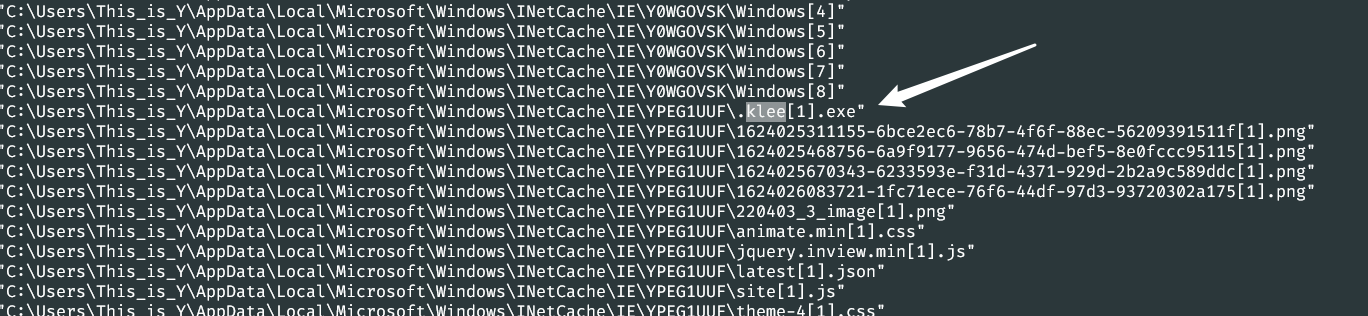 "C:\Users\This_is_Y\AppData\Local\Microsoft\Windows\INetCache\IE\Y0WGOVSK\Windows[4]"
"C:\Users\This_is_Y\AppData\Local\Microsoft\Windows\INetCache\IE\Y0WGOVSK\Windows[5]"
"C:\Users\This_is_Y\AppData\Local\Microsoft\Windows\INetCache\IE\Y0WGOVSK\Windows[6]"
"C:\Users\This_is_Y\AppData\Local\Microsoft\Windows\INetCache\IE\Y0WGOVSK\Windows[7]"
"C:\Users\This_is_Y\AppData\Local\Microsoft\Windows\INetCache\IE\Y0WGOVSK\Windows[8]"
"C:\Users\This_is_Y\AppData\Local\Microsoft\Windows\INetCache\IE\YPEG1UUF\.klee[1].exe"
"C:\Users\This_is_Y\AppData\Local\Microsoft\Windows\INetCache\IE\YPEG1UUF\1624025311155-6bce2ec6-78b7-4f6f-88ec-56209391511f[1].png"
"C:\Users\This_is_Y\AppData\Local\Microsoft\Windows\INetCache\IE\YPEG1UUF\1624025468756-6a9f9177-9656-474d-bef5-8e0fccc95115[1].png"
"C:\Users\This_is_Y\AppData\Local\Microsoft\Windows\INetCache\IE\YPEG1UUF\1624025670343-6233593e-f31d-4371-929d-2b2a9c589ddc[1].png"
"C:\Users\This_is_Y\AppData\Local\Microsoft\Windows\INetCache\IE\YPEG1UUF\1624026083721-1fc71ece-76f6-44df-97d3-93720302a175[1].png"
"C:\Users\This_is_Y\AppData\Local\Microsoft\Windows\INetCache\IE\YPEG1UUF\220403_3_image[1].png"
"C:\Users\This_is_Y\AppData\Local\Microsoft\Windows\INetCache\IE\YPEG1UUF\animate.min[1].css"
"C:\Users\This_is_Y\AppData\Local\Microsoft\Windows\INetCache\IE\YPEG1UUF\jquery.inview.min[1].js"
"C:\Users\This_is_Y\AppData\Local\Microsoft\Windows\INetCache\IE\YPEG1UUF\latest[1].json"
"C:\Users\This_is_Y\AppData\Local\Microsoft\Windows\INetCache\IE\YPEG1UUF\site[1].js"
"C:\Users\This_is_Y\AppData\Local\Microsoft\Windows\INetCache\IE\YPEG1UUF\theme-4[1].css"